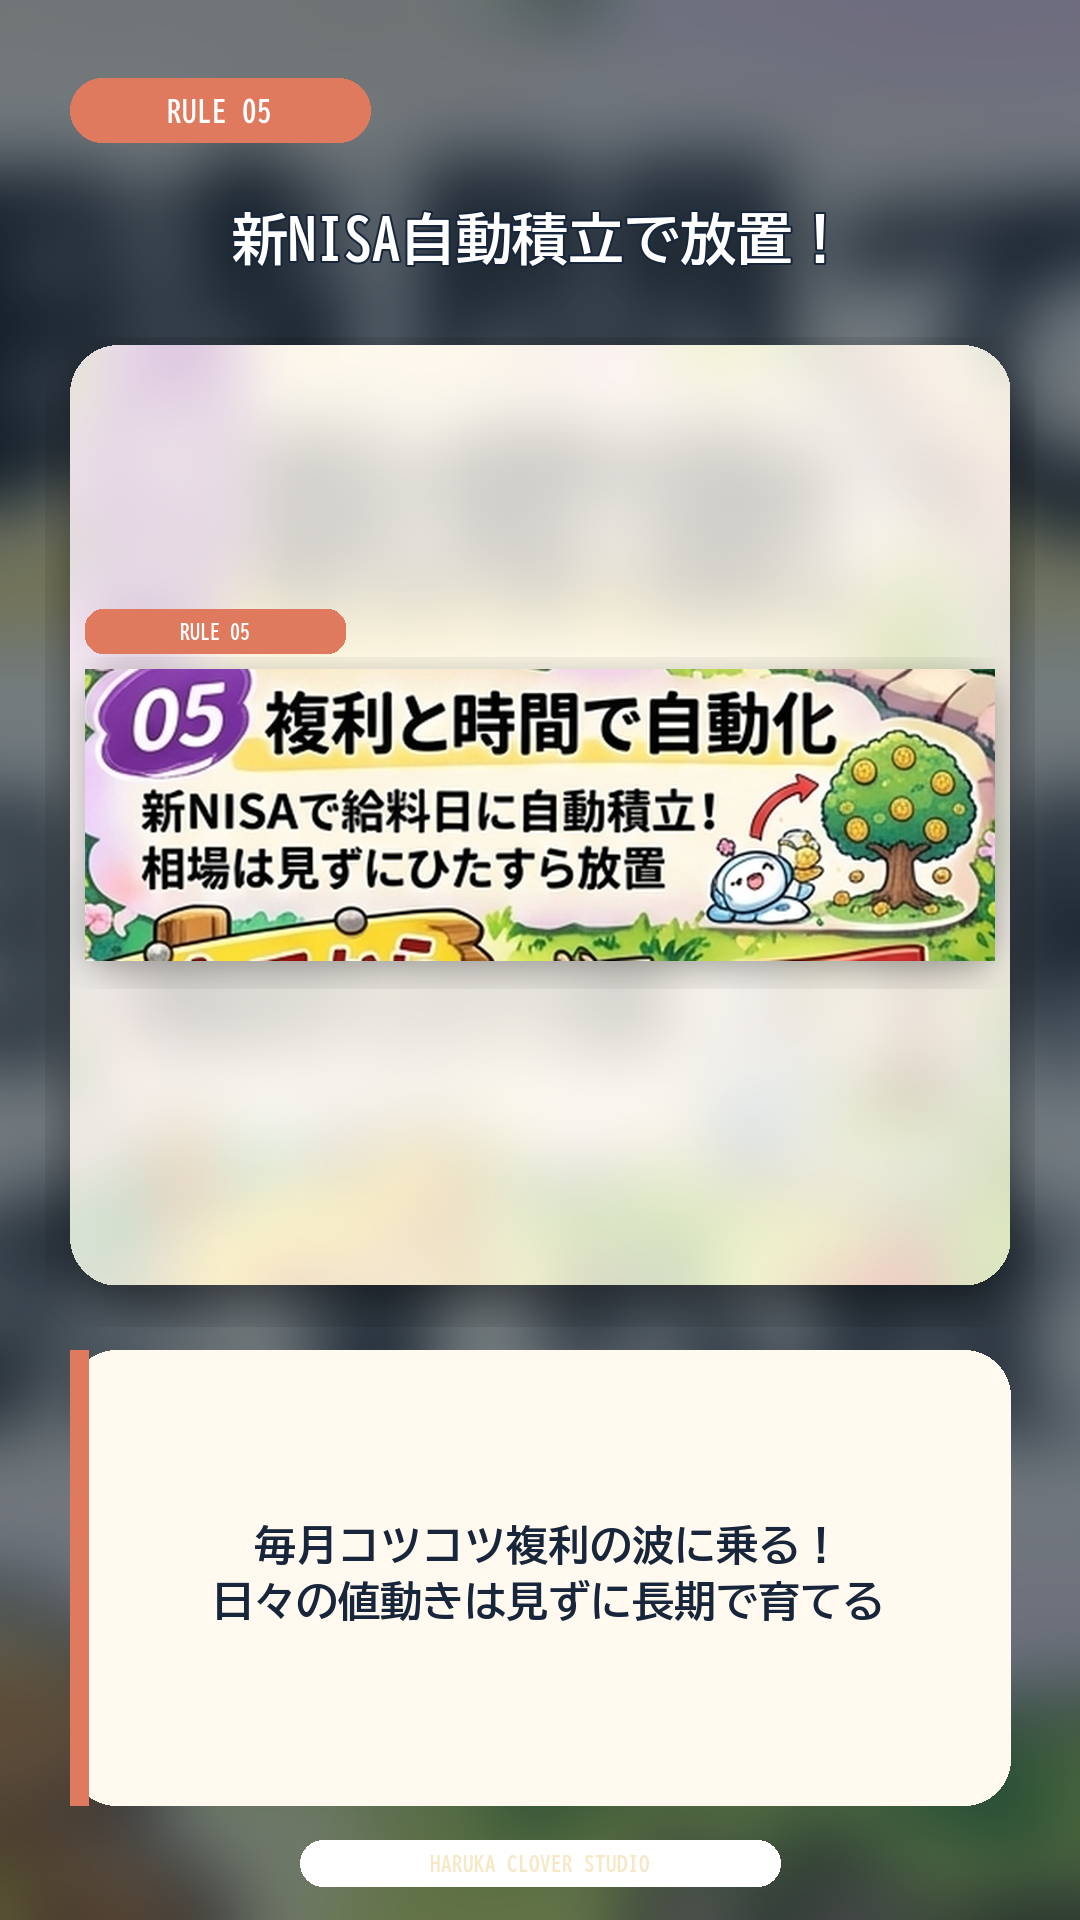 RULE 05
新NISA自動積立で放置！
RULE 05
05 複利と時間で自動化
新NISAで給料日に自動積立！
相場は見ずにひたすら放置
毎月コツコツ複利の波に乗る！
日々の値動きは見ずに長期で育てる
HARUKA CLOVER STUDIO